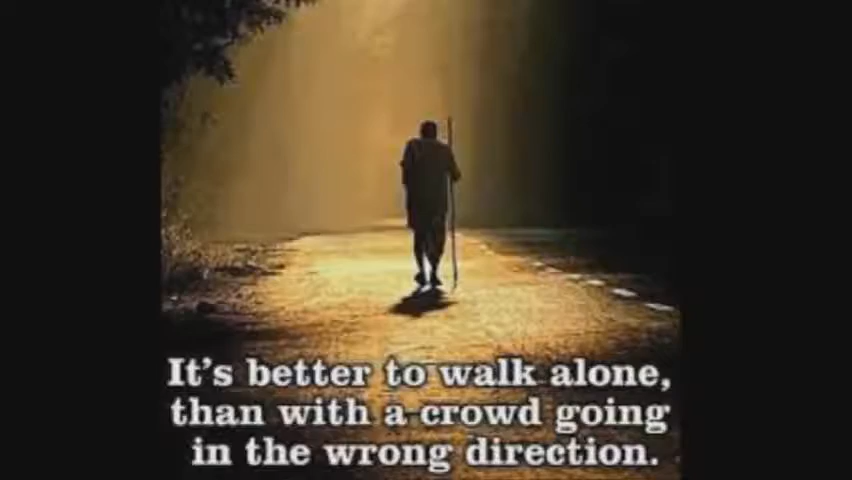 It's better to walk alone,
than with a crowd going
in the wrong direction.